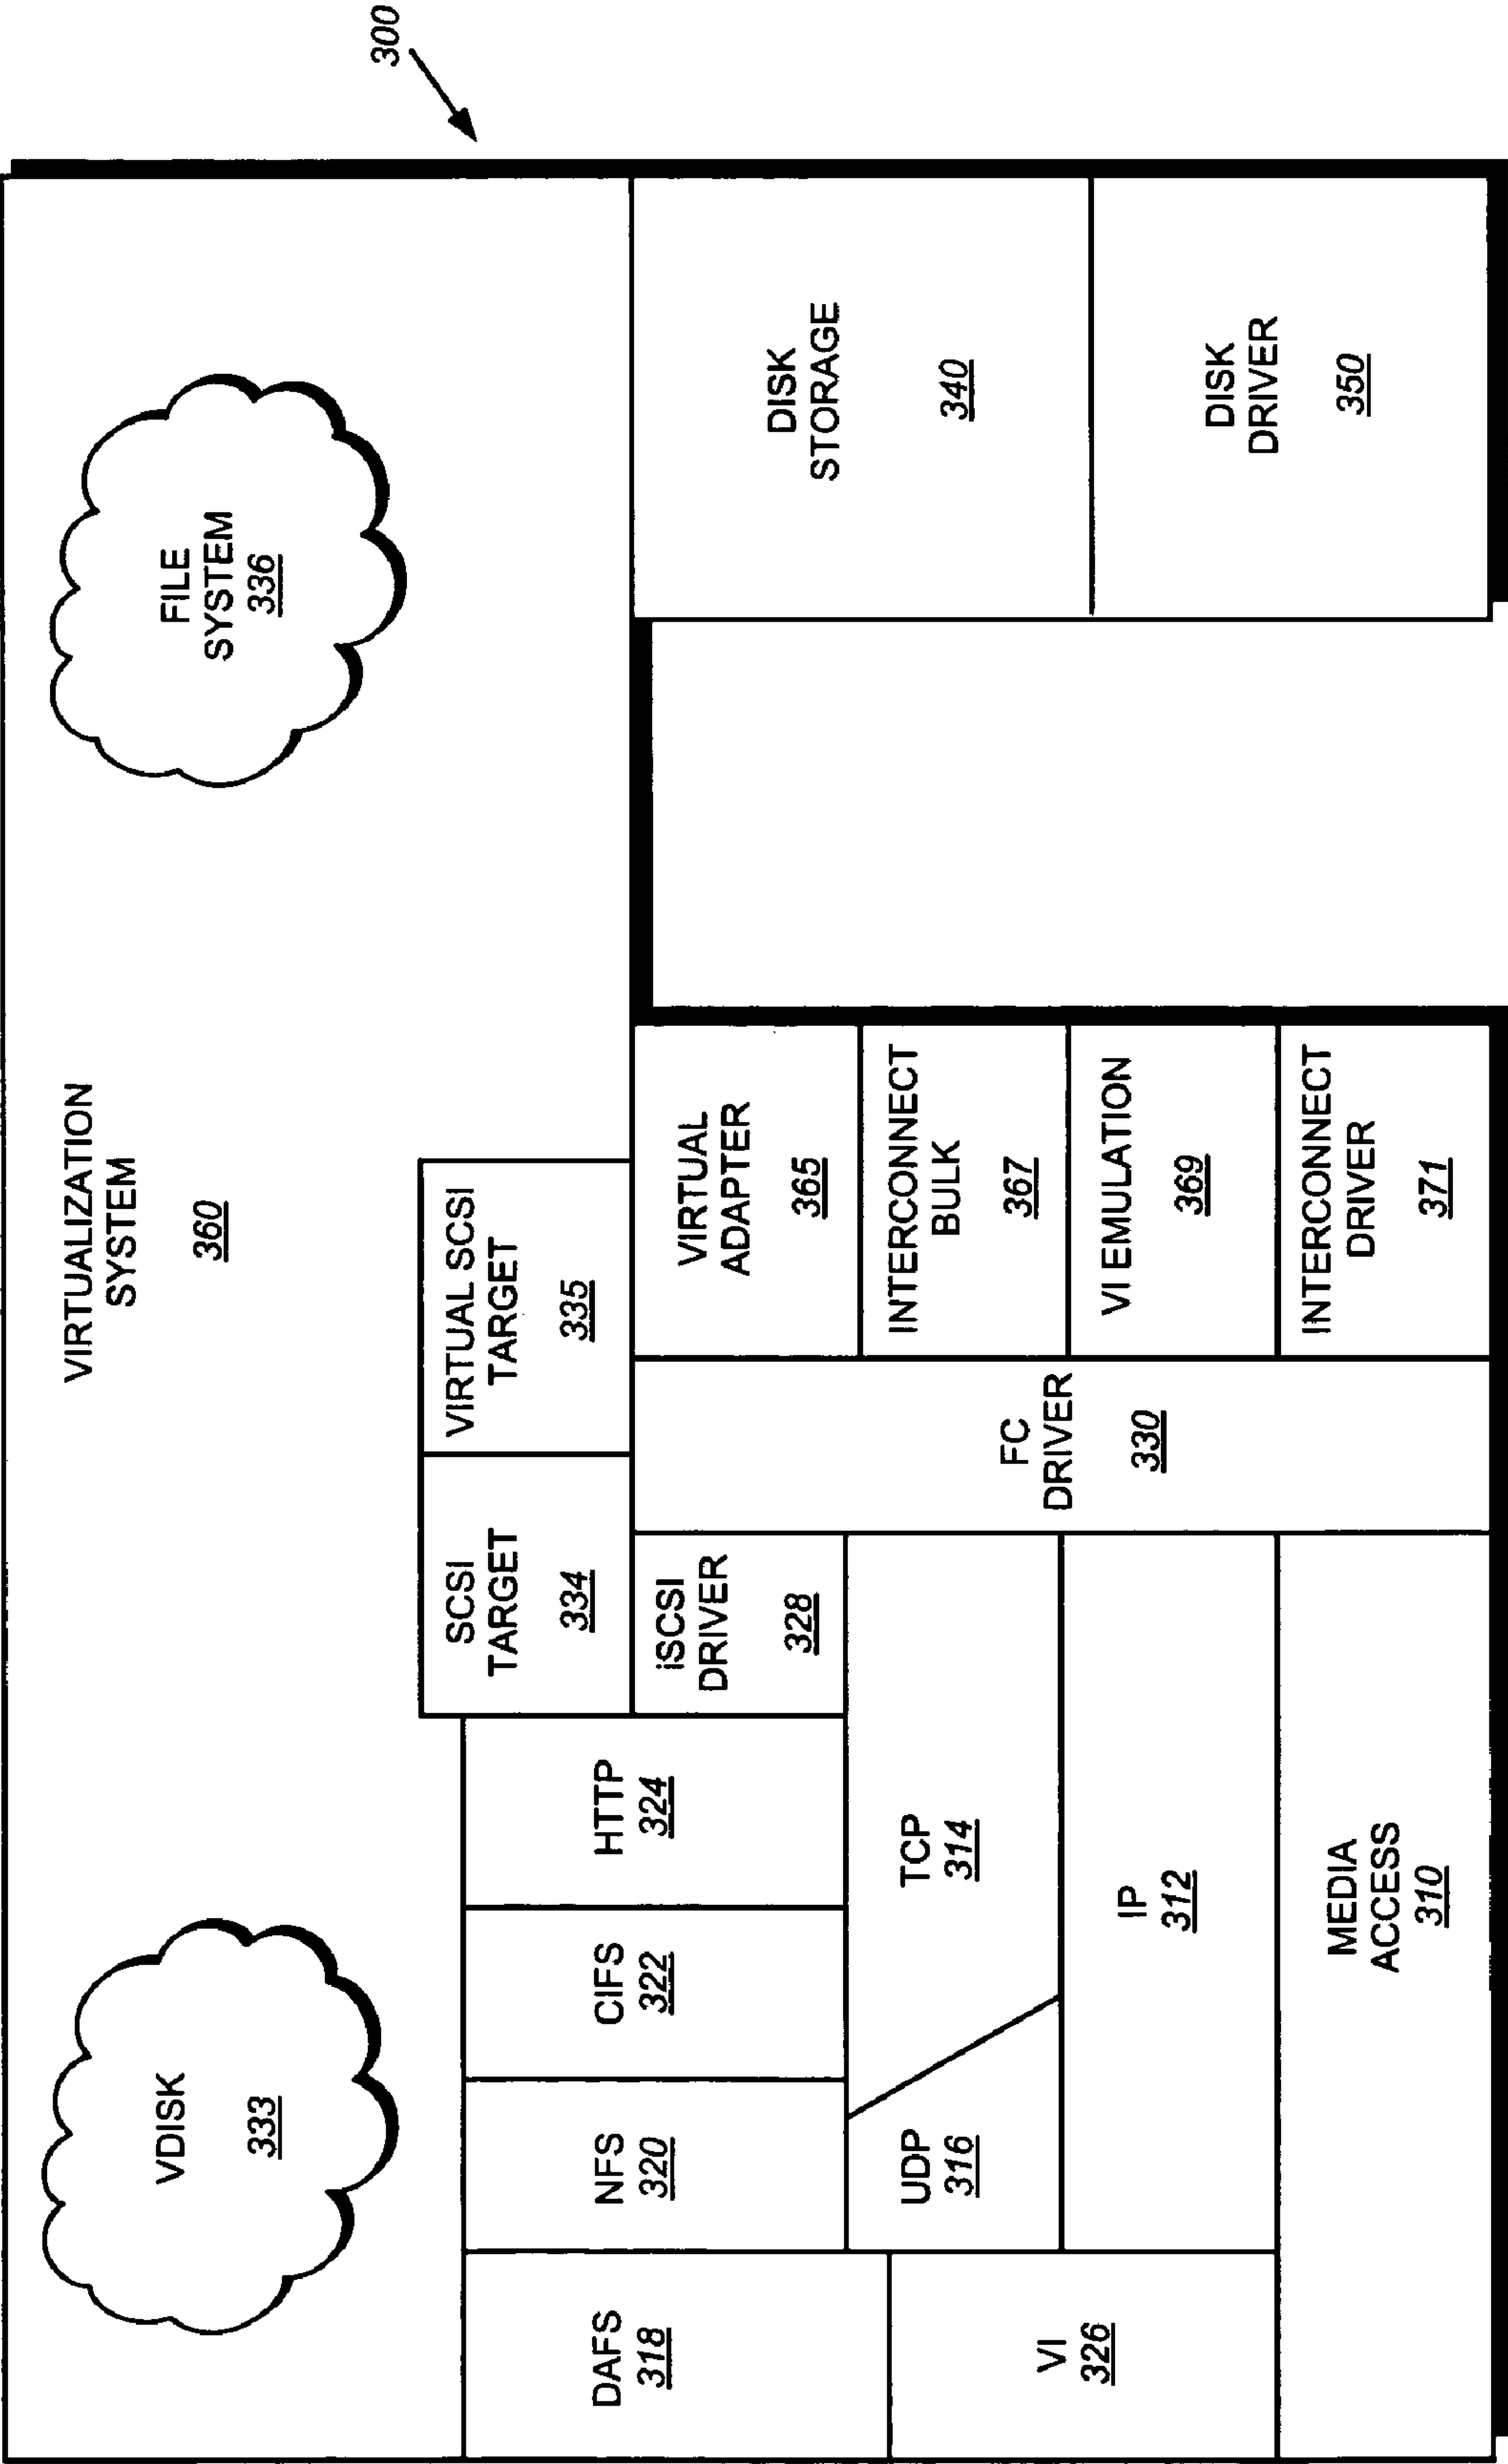 300
VIRTUALIZATION
SYSTEM
360
VDISK
333
FILE
SYSTEM
336
SCSI
TARGET
334
VIRTUAL SCSI
TARGET
335
DAFS
318
NFS
320
CIFS
322
HTTP
324
iSCSI
DRIVER
328
FC
DRIVER
330
VIRTUAL
ADAPTER
365
DISK
STORAGE
340
VI
326
UDP
316
TCP
314
INTERCONNECT
BULK
367
IP
312
VI EMULATION
369
MEDIA
ACCESS
310
INTERCONNECT
DRIVER
371
DISK
DRIVER
350